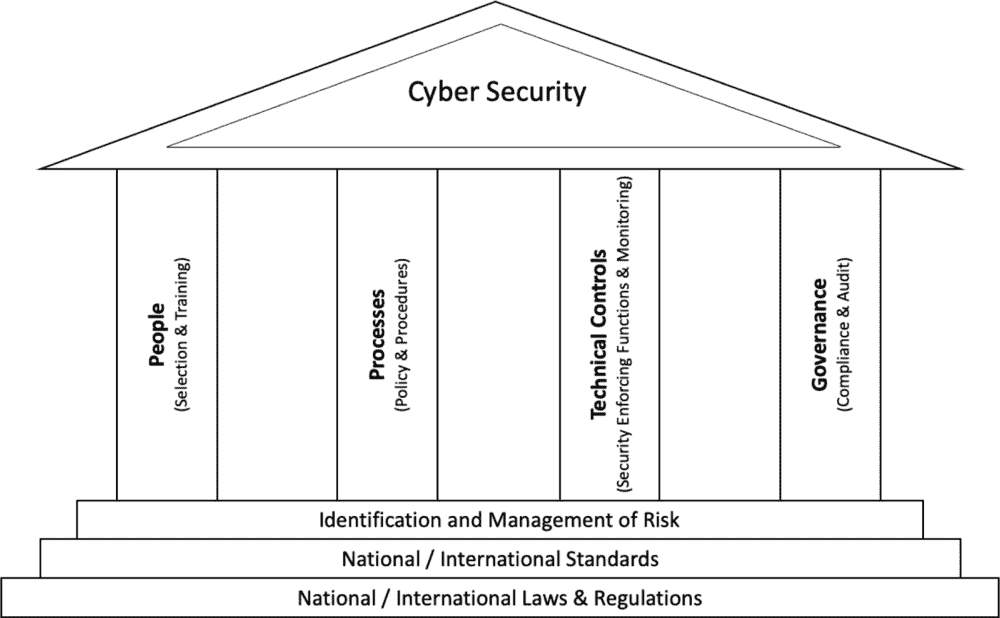 Cyber Security
People
(Selection & Training)
Processes
(Policy & Procedures)
Technical Controls
(Security Enforcing Functions & Monitoring)
Governance
(Compliance & Audit)
Identification and Management of Risk
National / International Standards
National / International Laws & Regulations